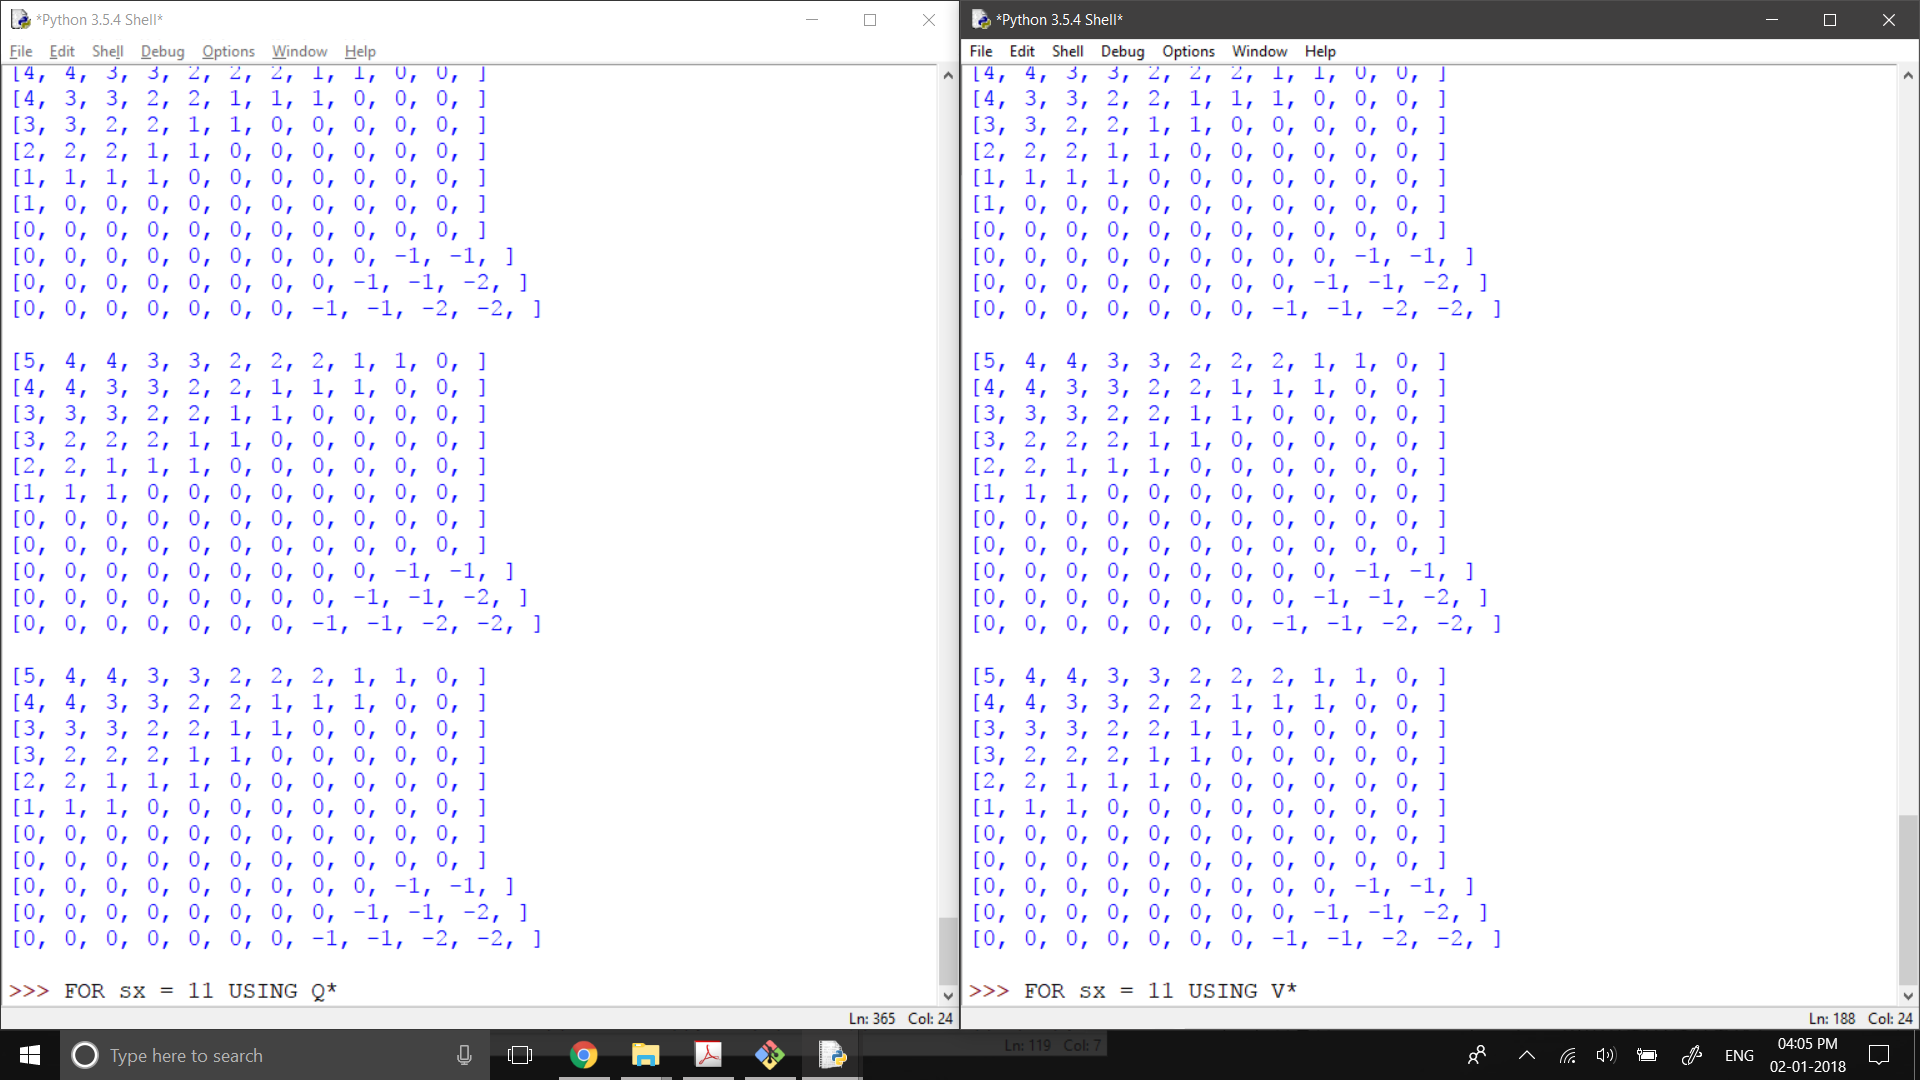 *Python 3.5.4 Shell*
File Edit Shell Debug Options Window Help
[4, 4, 3, 3, 2, 2, 2, 1, 1, 0, 0, ]
[4, 3, 3, 2, 2, 1, 1, 1, 0, 0, 0, ]
[3, 3, 2, 2, 1, 1, 0, 0, 0, 0, 0, ]
[2, 2, 2, 1, 1, 0, 0, 0, 0, 0, 0, ]
[1, 1, 1, 1, 0, 0, 0, 0, 0, 0, 0, ]
[1, 0, 0, 0, 0, 0, 0, 0, 0, 0, 0, ]
[0, 0, 0, 0, 0, 0, 0, 0, 0, 0, 0, ]
[0, 0, 0, 0, 0, 0, 0, 0, 0, -1, -1, ]
[0, 0, 0, 0, 0, 0, 0, 0, -1, -1, -2, ]
[0, 0, 0, 0, 0, 0, 0, -1, -1, -2, -2, ]
[5, 4, 4, 3, 3, 2, 2, 2, 1, 1, 0, ]
[4, 4, 3, 3, 2, 2, 1, 1, 1, 0, 0, ]
[3, 3, 3, 2, 2, 1, 1, 0, 0, 0, 0, ]
[3, 2, 2, 2, 1, 1, 0, 0, 0, 0, 0, ]
[2, 2, 1, 1, 1, 0, 0, 0, 0, 0, 0, ]
[1, 1, 1, 0, 0, 0, 0, 0, 0, 0, 0, ]
[0, 0, 0, 0, 0, 0, 0, 0, 0, 0, 0, ]
[0, 0, 0, 0, 0, 0, 0, 0, 0, 0, 0, ]
[0, 0, 0, 0, 0, 0, 0, 0, 0, -1, -1, ]
[0, 0, 0, 0, 0, 0, 0, 0, -1, -1, -2, ]
[0, 0, 0, 0, 0, 0, 0, -1, -1, -2, -2, ]
[5, 4, 4, 3, 3, 2, 2, 2, 1, 1, 0, ]
[4, 4, 3, 3, 2, 2, 1, 1, 1, 0, 0, ]
[3, 3, 3, 2, 2, 1, 1, 0, 0, 0, 0, ]
[3, 2, 2, 2, 1, 1, 0, 0, 0, 0, 0, ]
[2, 2, 1, 1, 1, 0, 0, 0, 0, 0, 0, ]
[1, 1, 1, 0, 0, 0, 0, 0, 0, 0, 0, ]
[0, 0, 0, 0, 0, 0, 0, 0, 0, 0, 0, ]
[0, 0, 0, 0, 0, 0, 0, 0, 0, 0, 0, ]
[0, 0, 0, 0, 0, 0, 0, 0, 0, -1, -1, ]
[0, 0, 0, 0, 0, 0, 0, 0, -1, -1, -2, ]
[0, 0, 0, 0, 0, 0, 0, -1, -1, -2, -2, ]
>>> FOR sx = 11 USING Q*
Ln: 365 Col: 24
*Python 3.5.4 Shell*
File Edit Shell Debug Options Window Help
[4, 4, 3, 3, 2, 2, 2, 1, 1, 0, 0, ]
[4, 3, 3, 2, 2, 1, 1, 1, 0, 0, 0, ]
[3, 3, 2, 2, 1, 1, 0, 0, 0, 0, 0, ]
[2, 2, 2, 1, 1, 0, 0, 0, 0, 0, 0, ]
[1, 1, 1, 1, 0, 0, 0, 0, 0, 0, 0, ]
[1, 0, 0, 0, 0, 0, 0, 0, 0, 0, 0, ]
[0, 0, 0, 0, 0, 0, 0, 0, 0, 0, 0, ]
[0, 0, 0, 0, 0, 0, 0, 0, 0, -1, -1, ]
[0, 0, 0, 0, 0, 0, 0, 0, -1, -1, -2, ]
[0, 0, 0, 0, 0, 0, 0, -1, -1, -2, -2, ]
[5, 4, 4, 3, 3, 2, 2, 2, 1, 1, 0, ]
[4, 4, 3, 3, 2, 2, 1, 1, 1, 0, 0, ]
[3, 3, 3, 2, 2, 1, 1, 0, 0, 0, 0, ]
[3, 2, 2, 2, 1, 1, 0, 0, 0, 0, 0, ]
[2, 2, 1, 1, 1, 0, 0, 0, 0, 0, 0, ]
[1, 1, 1, 0, 0, 0, 0, 0, 0, 0, 0, ]
[0, 0, 0, 0, 0, 0, 0, 0, 0, 0, 0, ]
[0, 0, 0, 0, 0, 0, 0, 0, 0, 0, 0, ]
[0, 0, 0, 0, 0, 0, 0, 0, 0, -1, -1, ]
[0, 0, 0, 0, 0, 0, 0, 0, -1, -1, -2, ]
[0, 0, 0, 0, 0, 0, 0, -1, -1, -2, -2, ]
[5, 4, 4, 3, 3, 2, 2, 2, 1, 1, 0, ]
[4, 4, 3, 3, 2, 2, 1, 1, 1, 0, 0, ]
[3, 3, 3, 2, 2, 1, 1, 0, 0, 0, 0, ]
[3, 2, 2, 2, 1, 1, 0, 0, 0, 0, 0, ]
[2, 2, 1, 1, 1, 0, 0, 0, 0, 0, 0, ]
[1, 1, 1, 0, 0, 0, 0, 0, 0, 0, 0, ]
[0, 0, 0, 0, 0, 0, 0, 0, 0, 0, 0, ]
[0, 0, 0, 0, 0, 0, 0, 0, 0, 0, 0, ]
[0, 0, 0, 0, 0, 0, 0, 0, 0, -1, -1, ]
[0, 0, 0, 0, 0, 0, 0, 0, -1, -1, -2, ]
[0, 0, 0, 0, 0, 0, 0, -1, -1, -2, -2, ]
>>> FOR sx = 11 USING V*
Ln: 188 Col: 24
Ln: 119 Col: 7
Type here to search
ENG
04:05 PM
02-01-2018